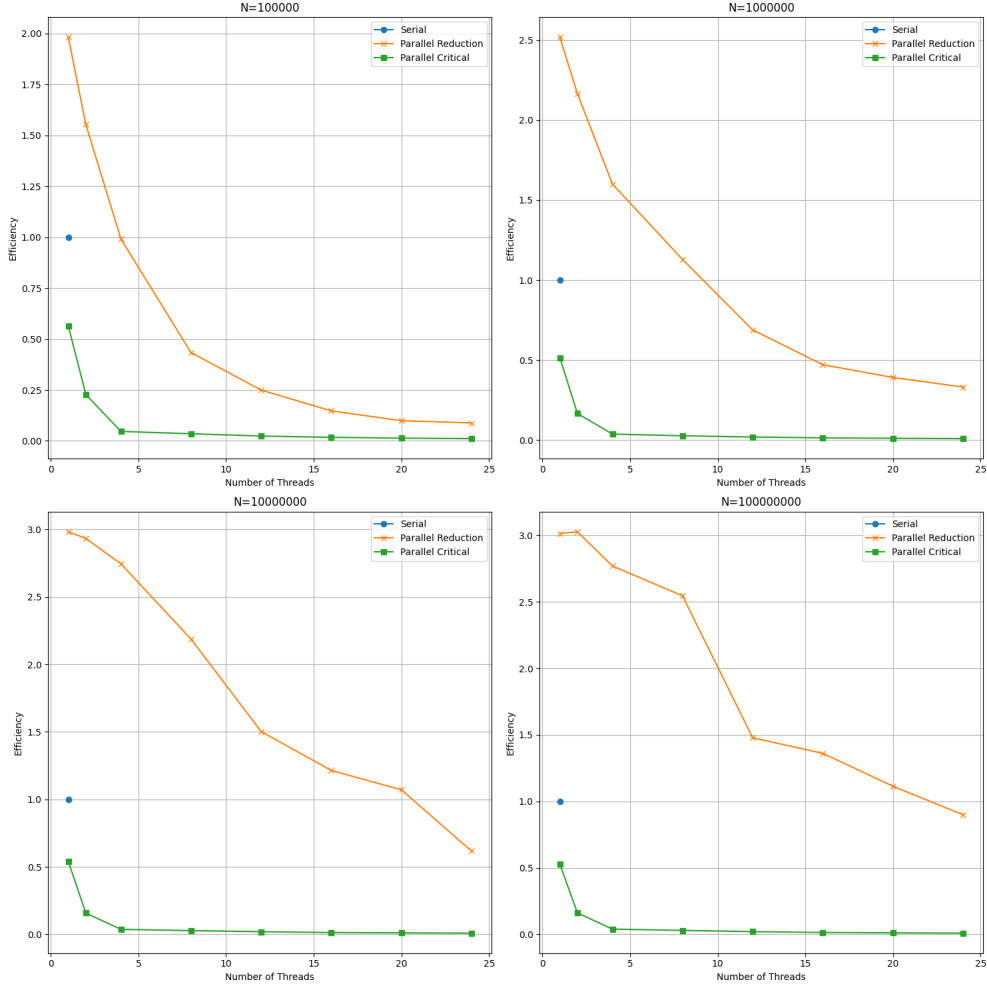 N=100000
2.00
1.75
1.50
1.25
1.00
0.75
0.50
0.25
0.00
Efficiency
Serial
Parallel Reduction
Parallel Critical
0 5 10 15 20 25
Number of Threads
N=1000000
2.5
2.0
1.5
1.0
0.5
0.0
Efficiency
Serial
Parallel Reduction
Parallel Critical
0 5 10 15 20 25
Number of Threads
N=10000000
3.0
2.5
2.0
1.5
1.0
0.5
0.0
Efficiency
Serial
Parallel Reduction
Parallel Critical
0 5 10 15 20 25
Number of Threads
N=100000000
3.0
2.5
2.0
1.5
1.0
0.5
0.0
Efficiency
Serial
Parallel Reduction
Parallel Critical
0 5 10 15 20 25
Number of Threads